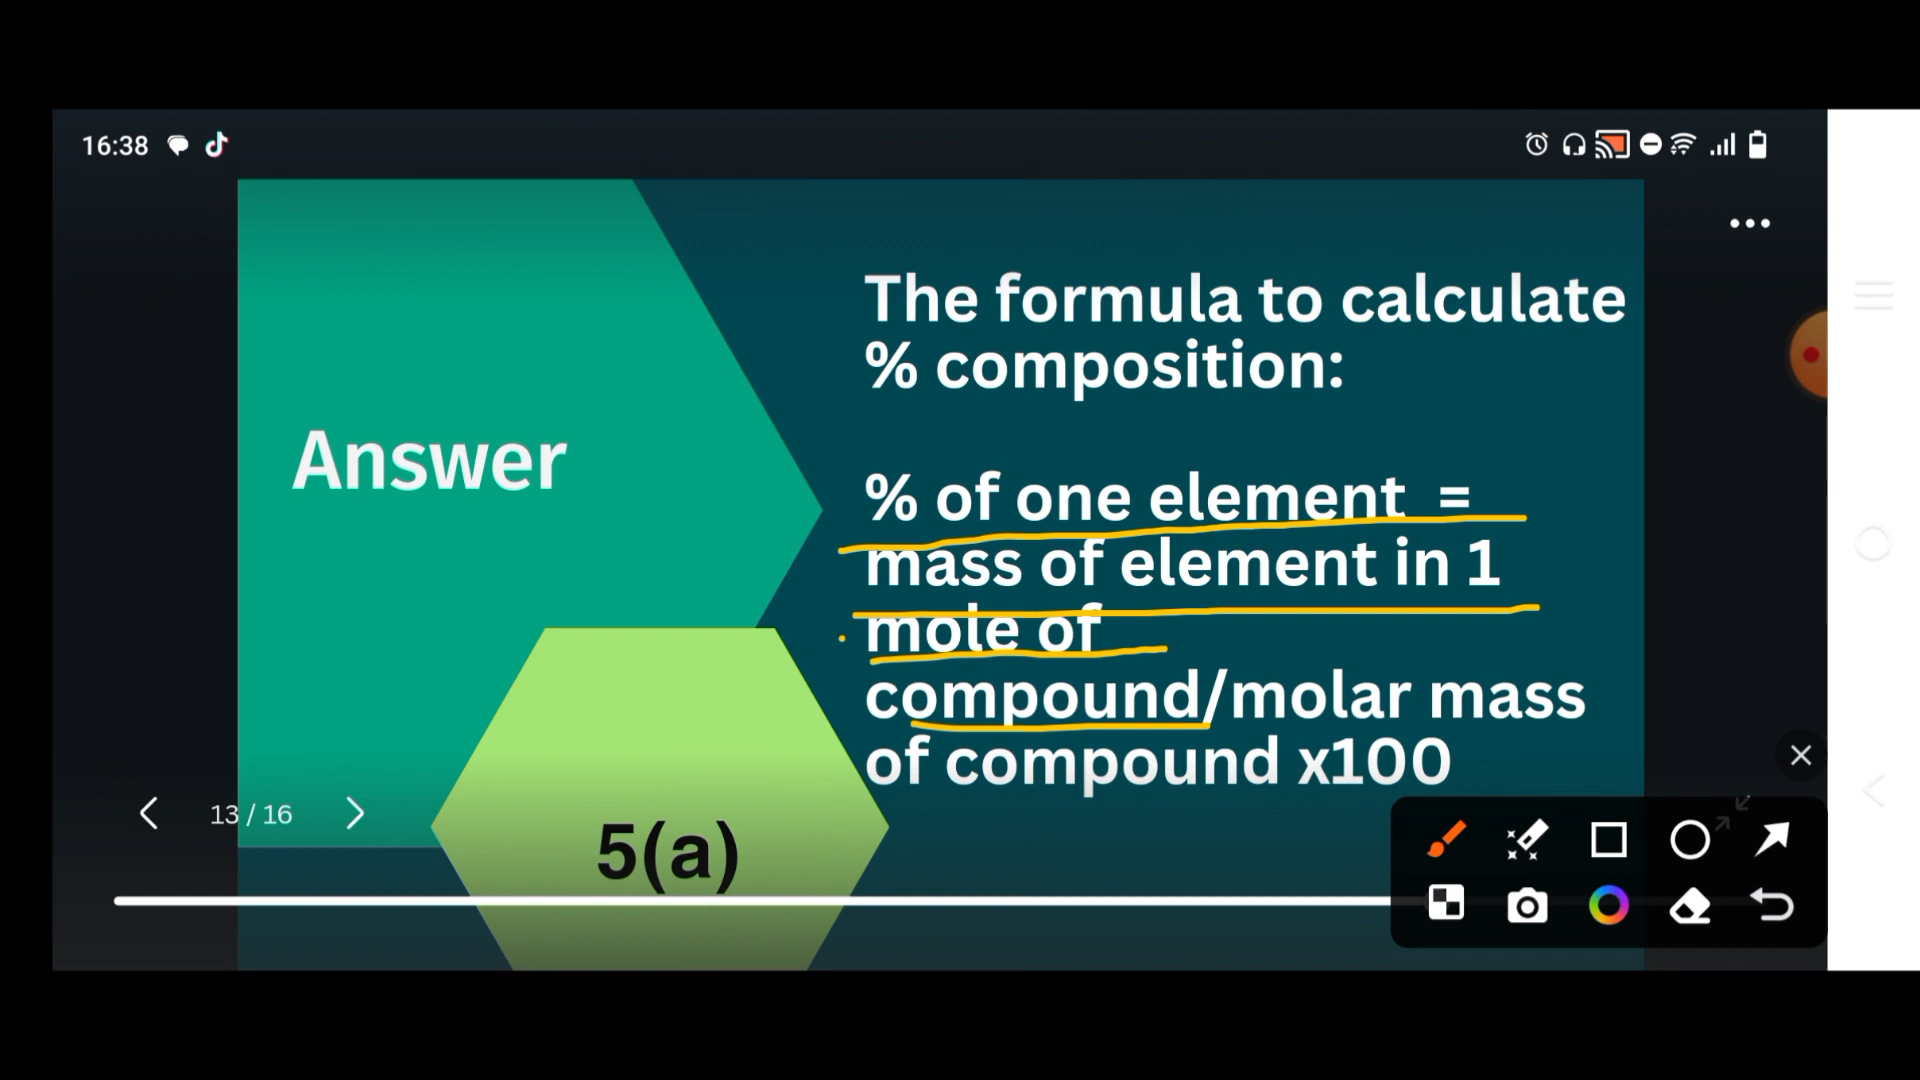 16:38
The formula to calculate
% composition:
Answer
% of one element =
mass of element in 1
mole of
compound/molar mass
of compound x100
13 / 16
5(a)